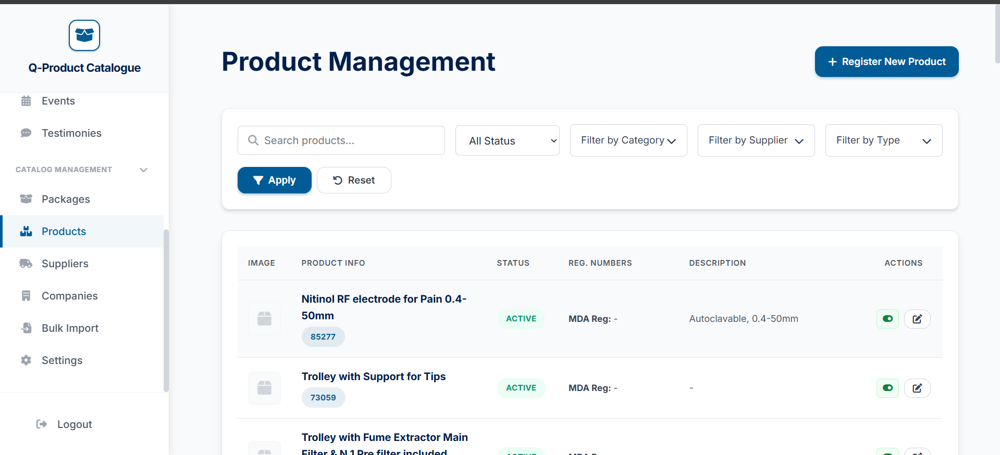 Q-Product Catalogue
Events
Testimonies
CATALOG MANAGEMENT
Packages
Products
Suppliers
Companies
Bulk Import
Settings
Logout
Product Management
+ Register New Product
Search products...
All Status
Filter by Category
Filter by Supplier
Filter by Type
Apply
Reset
IMAGE PRODUCT INFO STATUS REG. NUMBERS DESCRIPTION ACTIONS
Nitinol RF electrode for Pain 0.4-
50mm
85277
ACTIVE
MDA Reg: -
Autoclavable, 0.4-50mm
Trolley with Support for Tips
73059
ACTIVE
MDA Reg: -
-
Trolley with Fume Extractor Main
Filter & N.1 Pre filter included
ACTIVE